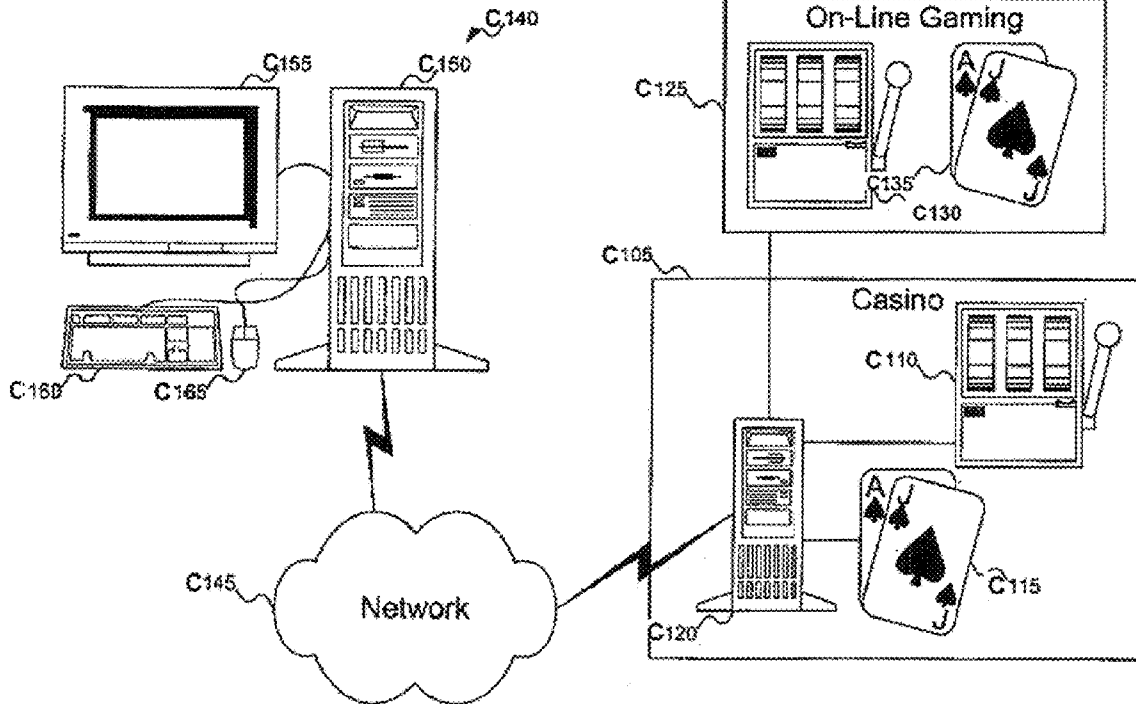 C140
On-Line Gaming
C155
C150
C125
A
J
C135
J
C130
C105
Casino
C110
C160
C165
A
J
C145
Network
C115
J
C120